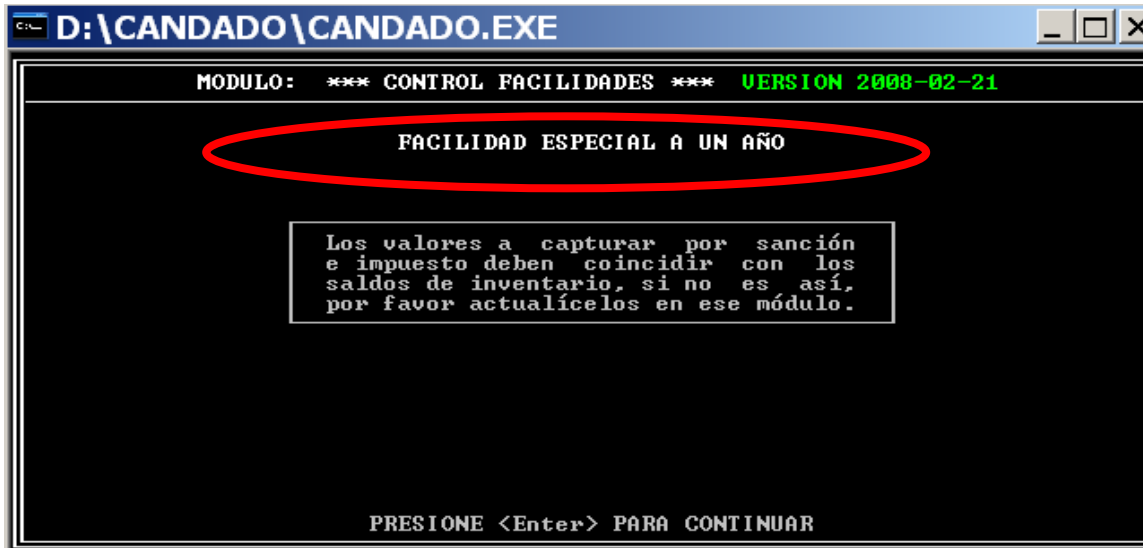 D:\CANDADO\CANDADO.EXE
MODULO: *** CONTROL FACILIDADES *** VERSION 2008-02-21
FACILIDAD ESPECIAL A UN AÑO
Los valores a capturar por sanción
e impuesto deben coincidir con los
saldos de inventario, si no es así,
por favor actualícelos en ese módulo.
PRESIONE <Enter> PARA CONTINUAR